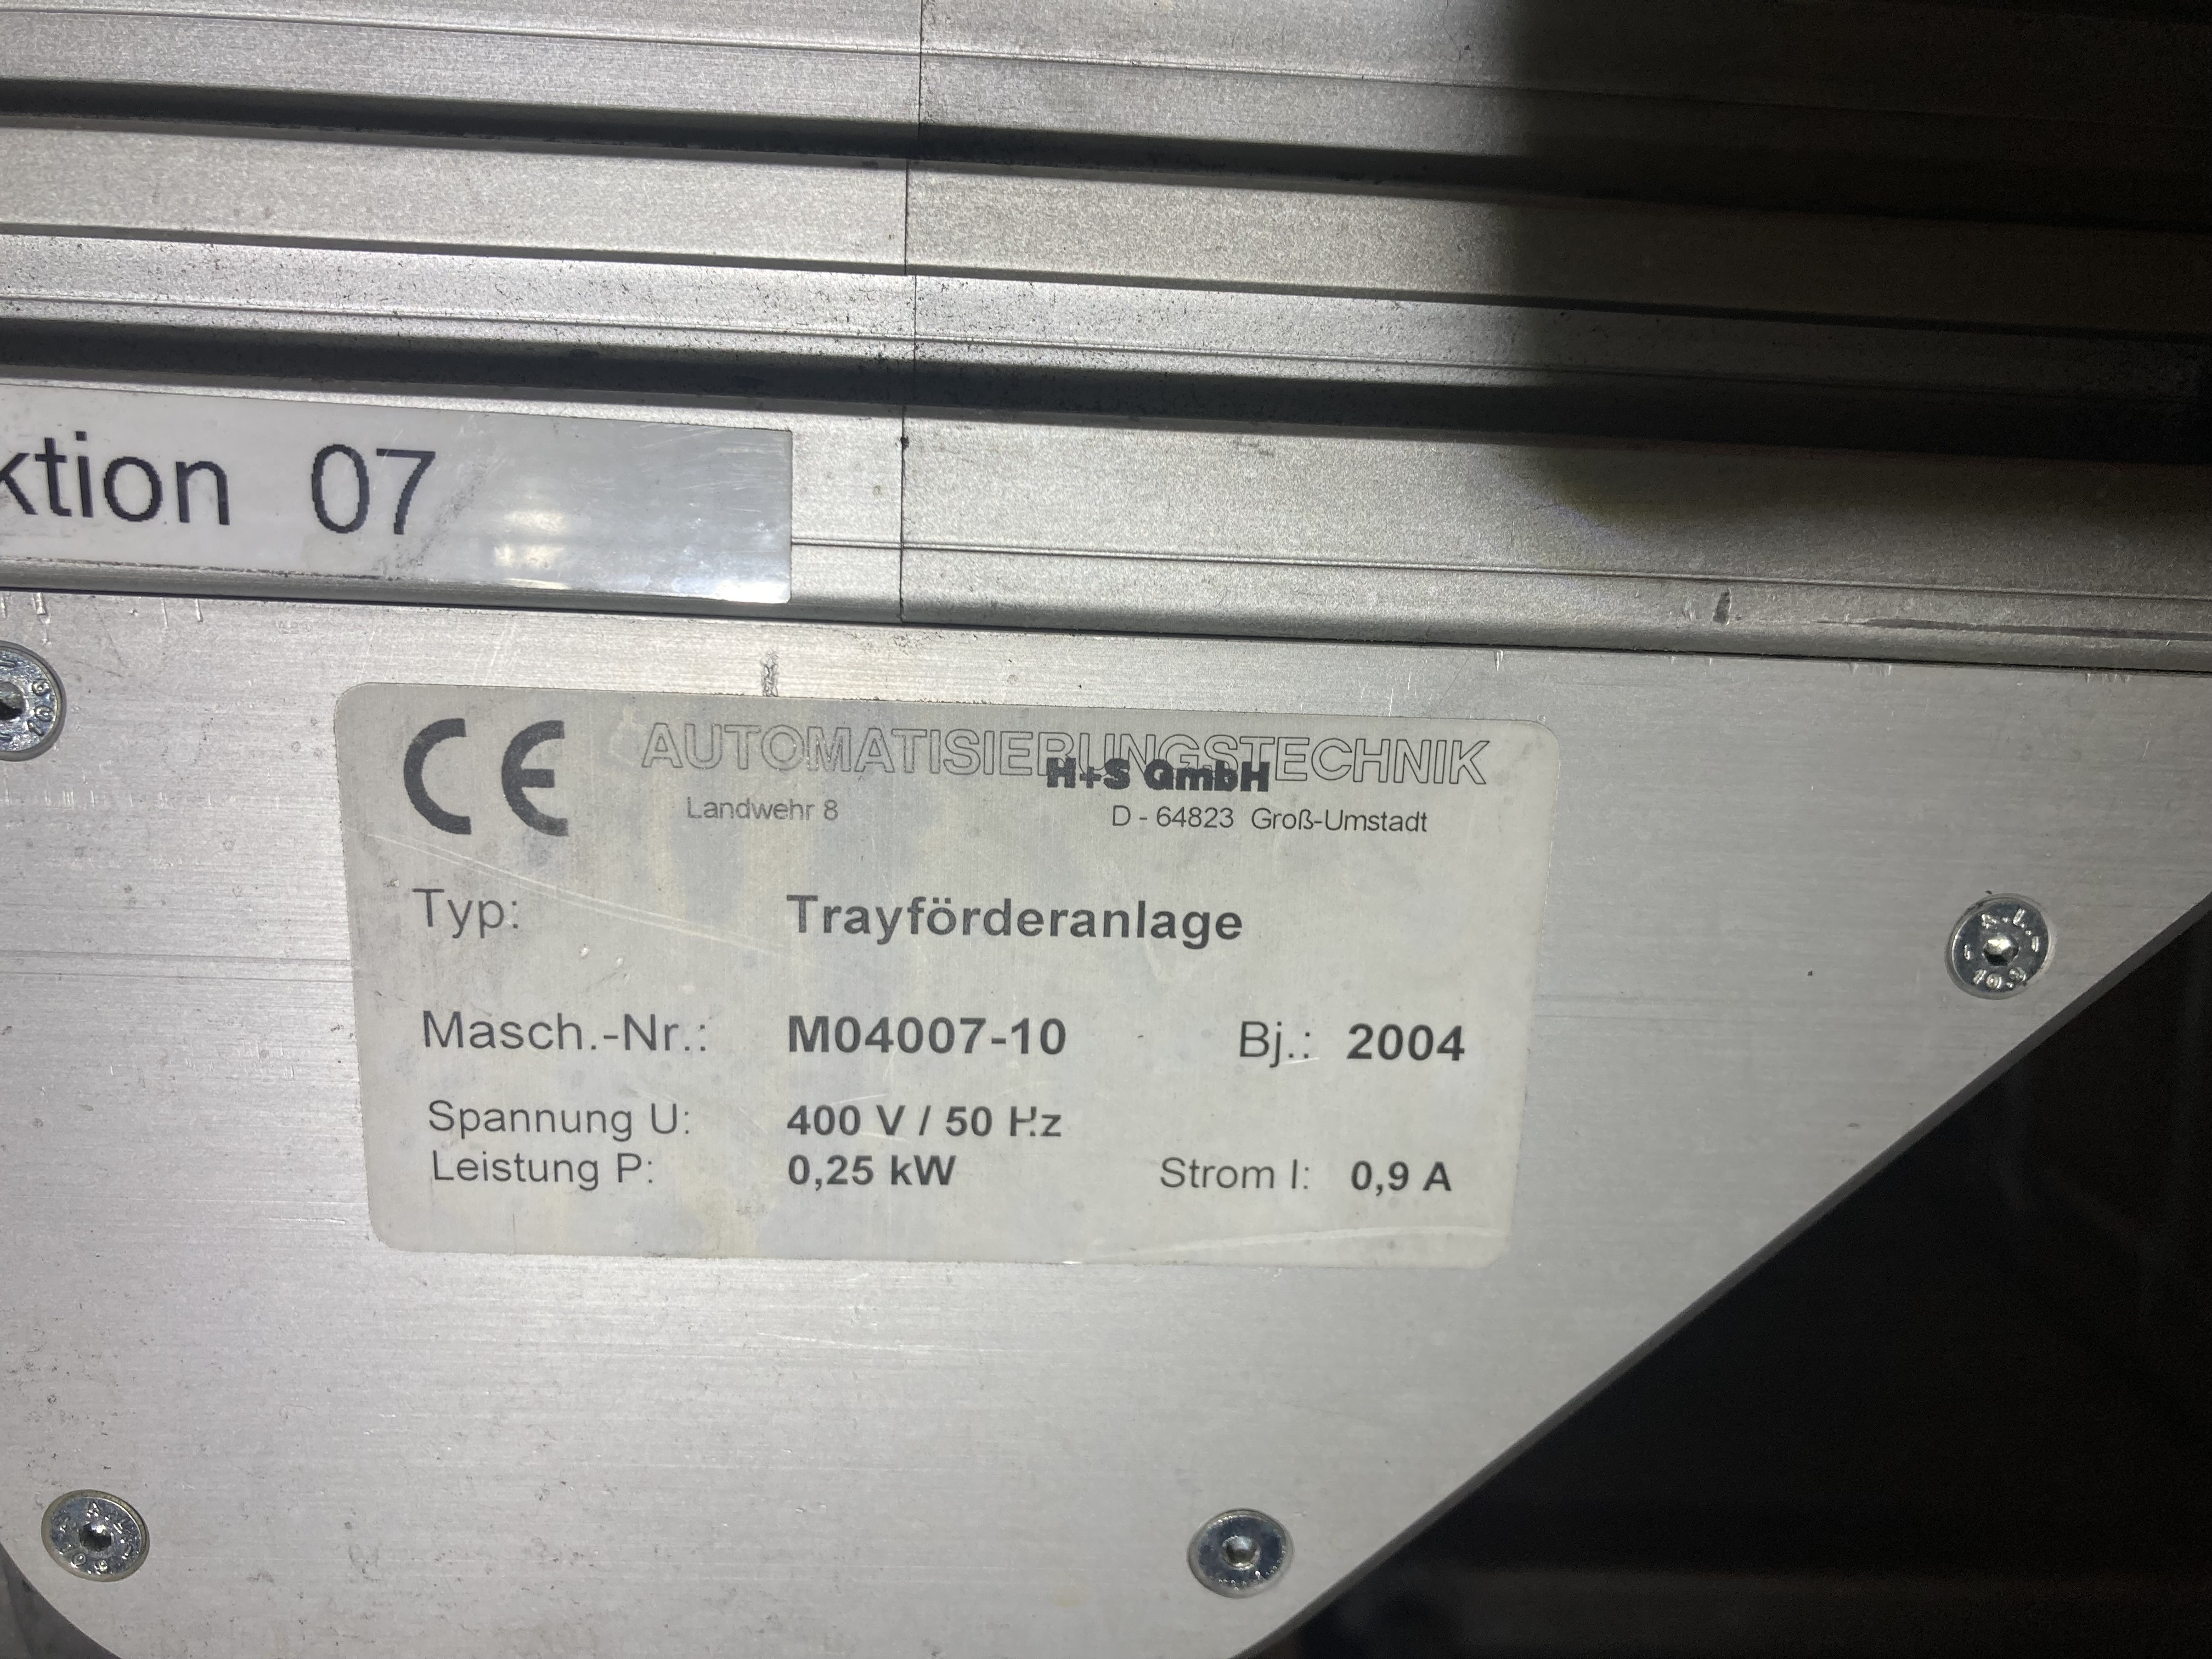 ktion 07
CE AUTOMATISIERUNGSTECHNIK
H+S GmbH
Landwehr 8 D - 64823 Groß-Umstadt
Typ: Trayförderanlage
Masch.-Nr.: M04007-10 Bj.: 2004
Spannung U: 400 V / 50 Hz
Leistung P: 0,25 kW Strom I: 0,9 A